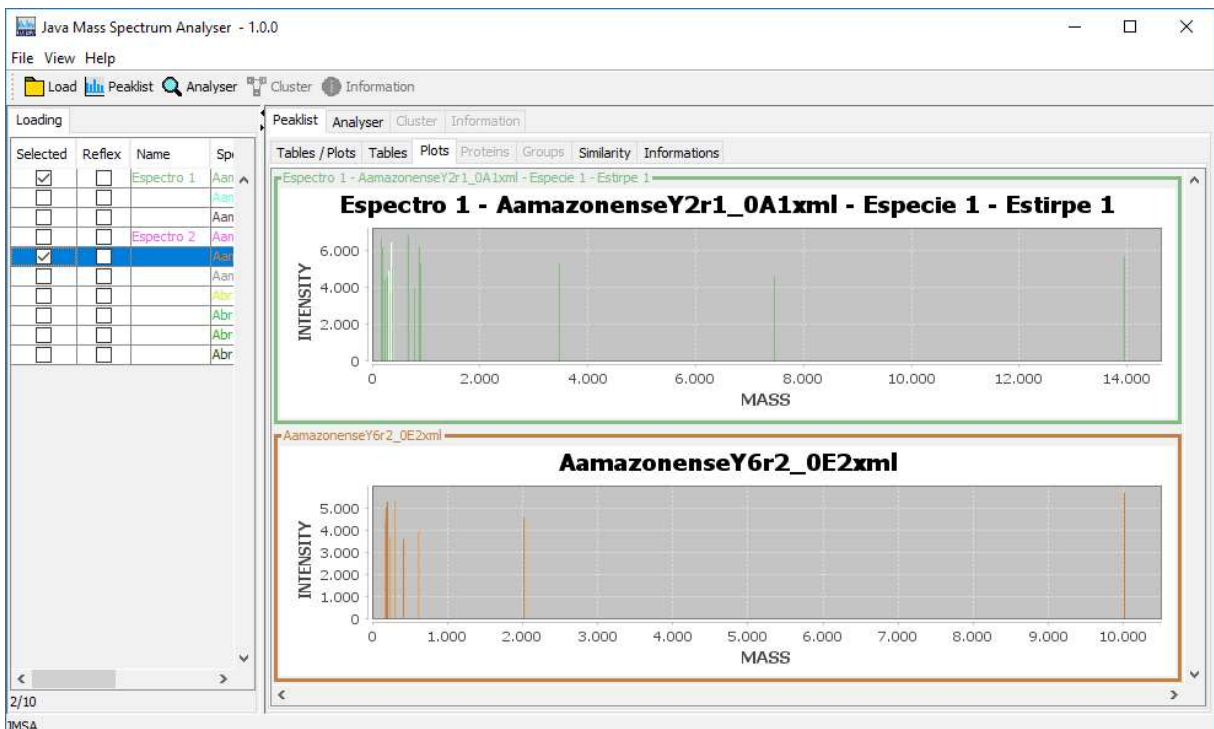 Java Mass Spectrum Analyser - 1.0.0
File View Help
Load Peaklist Analyser Cluster Information
Loading
Selected Reflex Name
Espectro 1 Aan
Aan
Aan
Espectro 2 Aan
Aan
Aan
Abr
Abr
Abr
Abr
2/10
JMSA
Peaklist Analyser Cluster Information
Tables / Plots Tables Plots Proteins Groups Similarity Informations
Espectro 1 - AamazonenseY2r1_0A1xml - Especie 1 - Estirpe 1
Espectro 1 - AamazonenseY2r1_0A1xml - Especie 1 - Estirpe 1
INTENSITY
6.000
4.000
2.000
0
0 2.000 4.000 6.000 8.000 10.000 12.000 14.000
MASS
AamazonenseY6r2_0E2xml
AamazonenseY6r2_0E2xml
INTENSITY
5.000
4.000
3.000
2.000
1.000
0
0 1.000 2.000 3.000 4.000 5.000 6.000 7.000 8.000 9.000 10.000
MASS